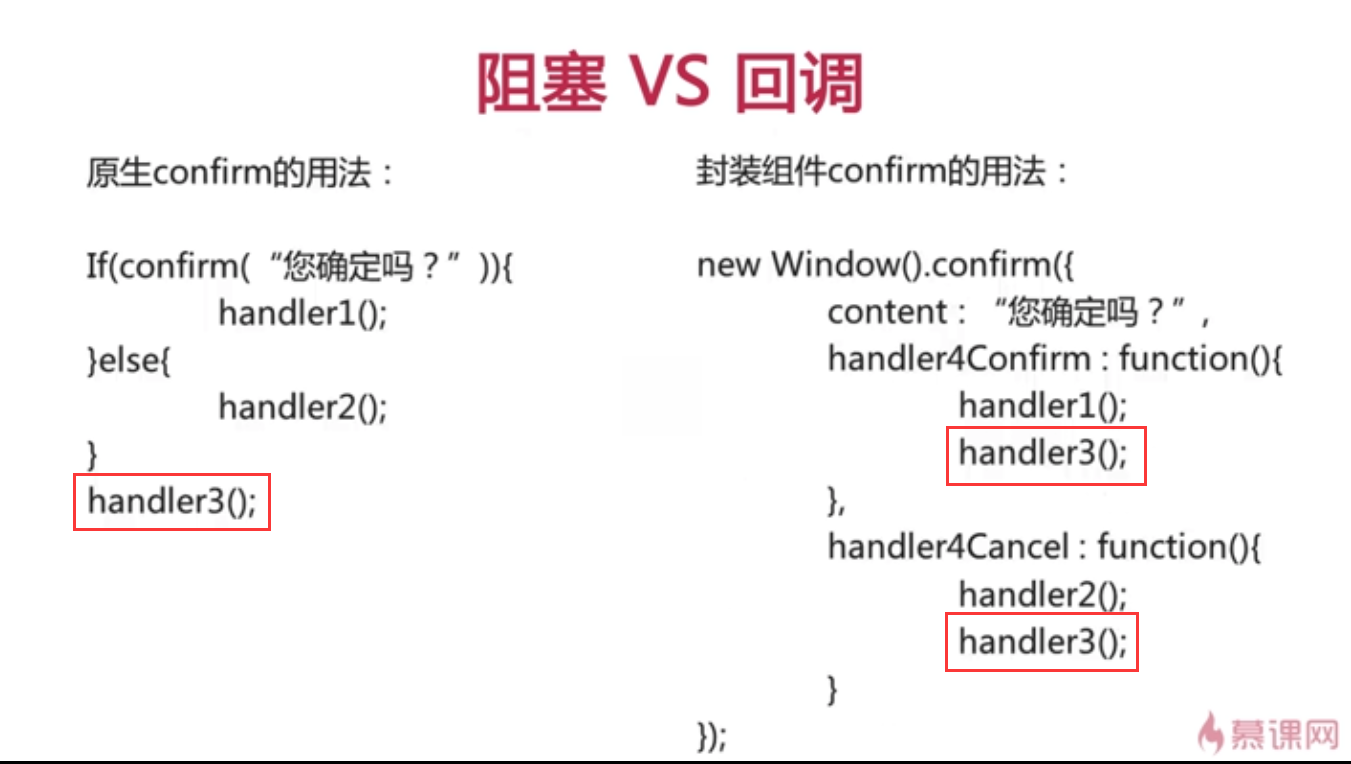 阻塞 VS 回调
原生confirm的用法：
If(confirm(“您确定吗？”)){
handler1();
}else{
handler2();
}
handler3();
封装组件confirm的用法：
new Window().confirm({
content : “您确定吗？”,
handler4Confirm : function(){
handler1();
handler3();
},
handler4Cancel : function(){
handler2();
handler3();
}
});
慕课网